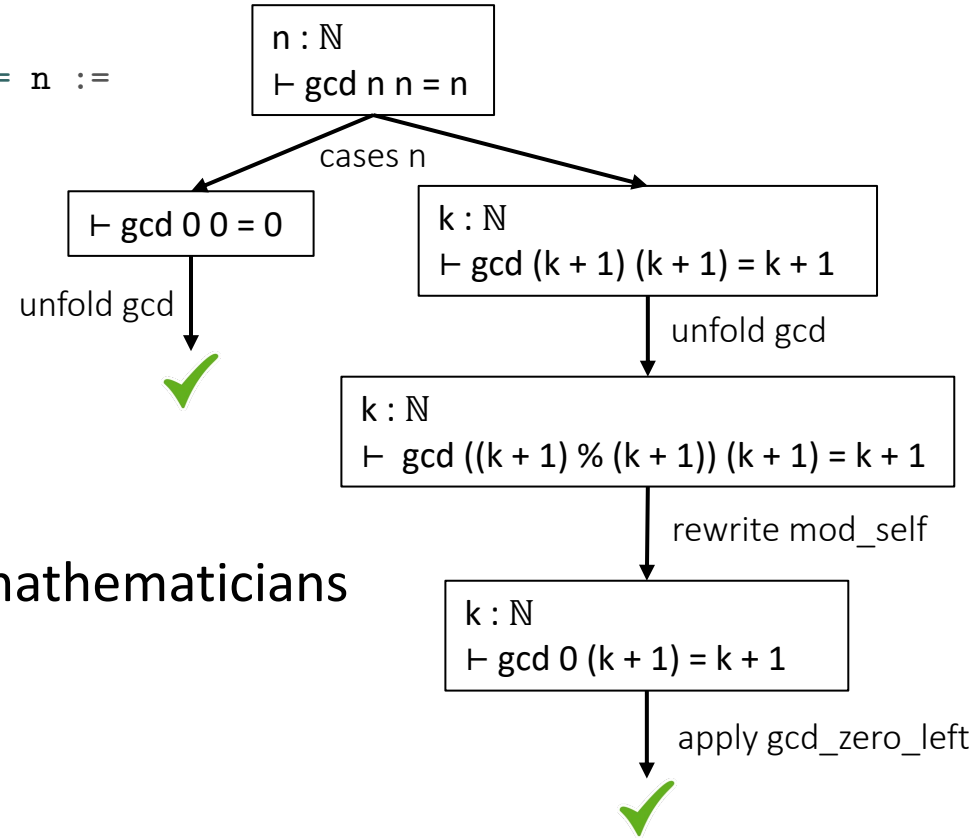 n : ℕ
⊢ gcd n n = n
= n :=
cases n
⊢ gcd 0 0 = 0
k : ℕ
⊢ gcd (k + 1) (k + 1) = k + 1
unfold gcd
unfold gcd
k : ℕ
⊢ gcd ((k + 1) % (k + 1)) (k + 1) = k + 1
rewrite mod_self
mathematicians
k : ℕ
⊢ gcd 0 (k + 1) = k + 1
apply gcd_zero_left